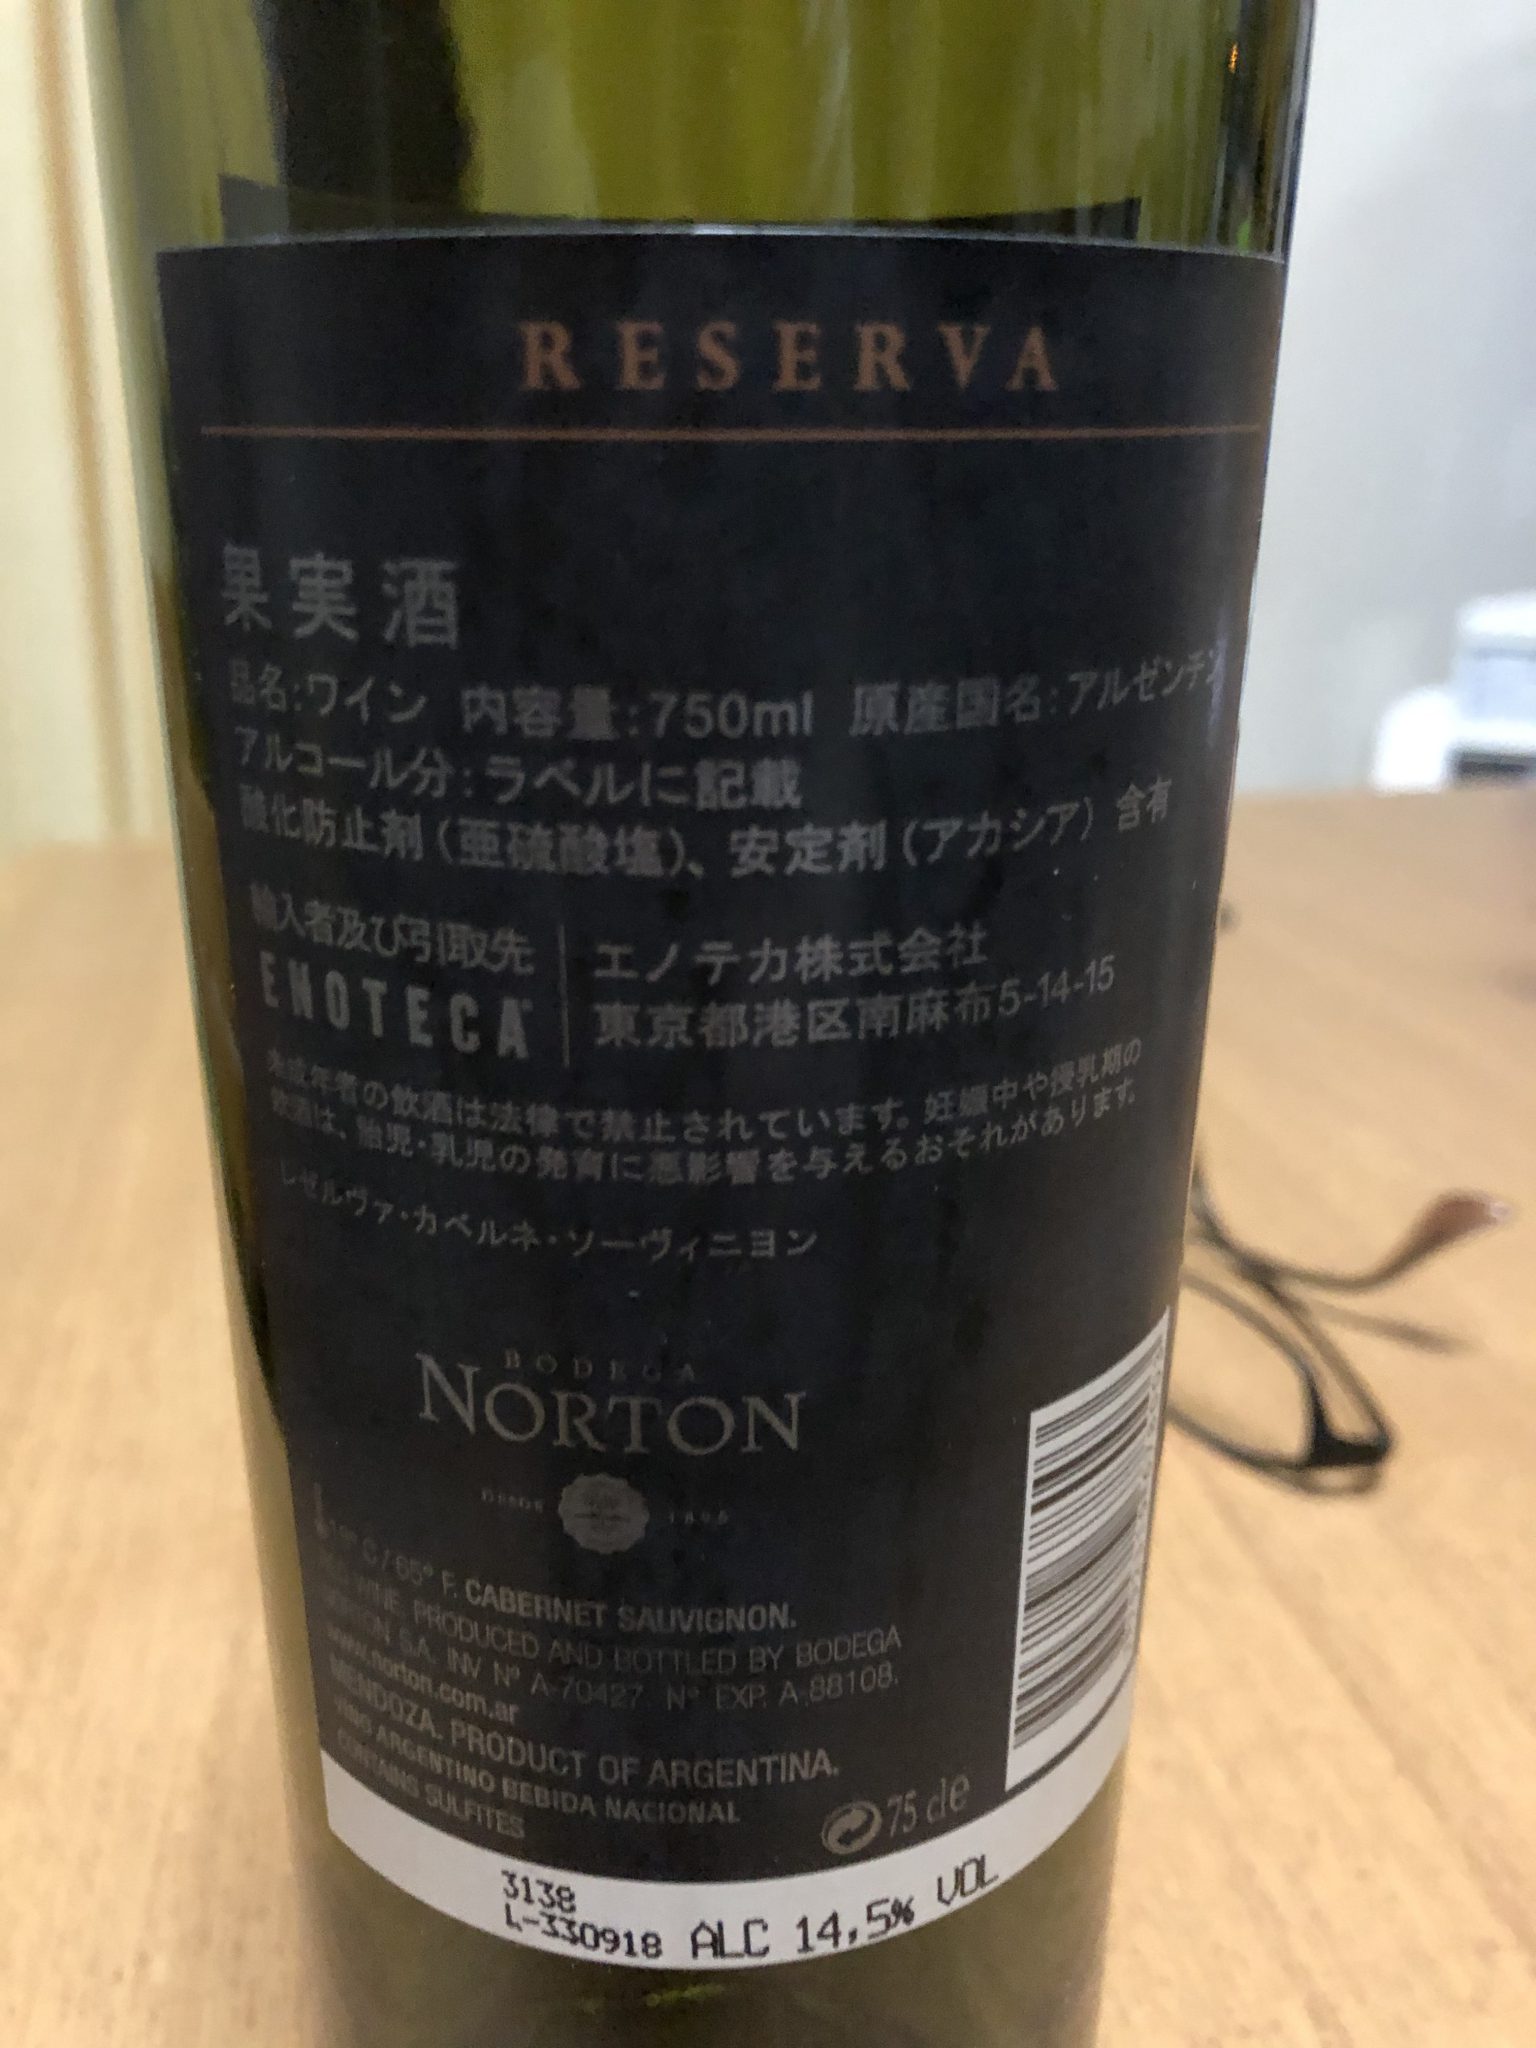 RESERVA
果実酒
品名:ワイン 内容量:750ml 原産国名:アルゼンチン
アルコール分:ラベルに記載
酸化防止剤(亜硫酸塩)、安定剤(アカシア)含有
輸入者及び引取先
ENOTECA
エノテカ株式会社
東京都港区南麻布5-14-15
未成年者の飲酒は法律で禁止されています。妊娠中や授乳期の
飲酒は、胎児・乳児の発育に悪影響を与えるおそれがあります。
レゼルヴァ・カベルネ・ソーヴィニヨン
BODEGA
NORTON
DESDE 1895
C / 65° F. CABERNET SAUVIGNON.
RED WINE. PRODUCED AND BOTTLED BY BODEGA
NORTON SA. INV Nº A-70427. Nº EXP. A-88108.
www.norton.com.ar
MENDOZA. PRODUCT OF ARGENTINA.
VINO ARGENTINO BEBIDA NACIONAL
CONTAINS SULFITES
75 cl e
3138
L-330918 ALC 14,5% VOL